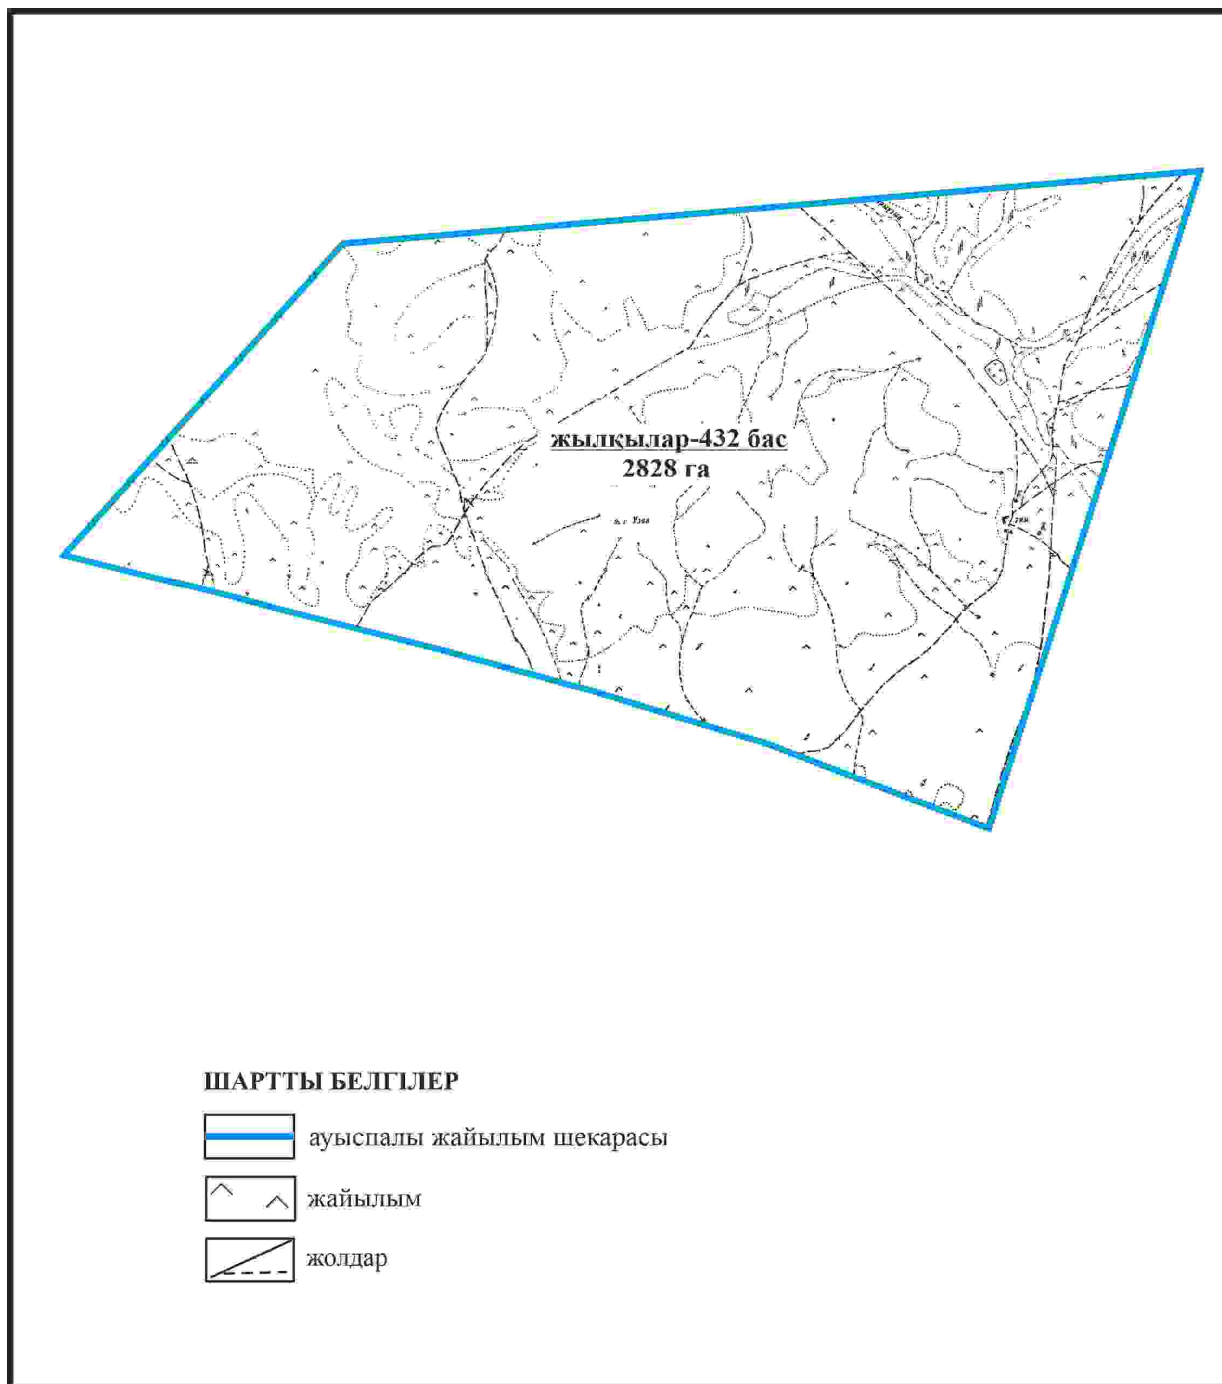 жылқылар-432 бас
2828 га
ШАРТТЫ БЕЛГІЛЕР
ауыспалы жайылым шекарасы
жайылым
жолдар